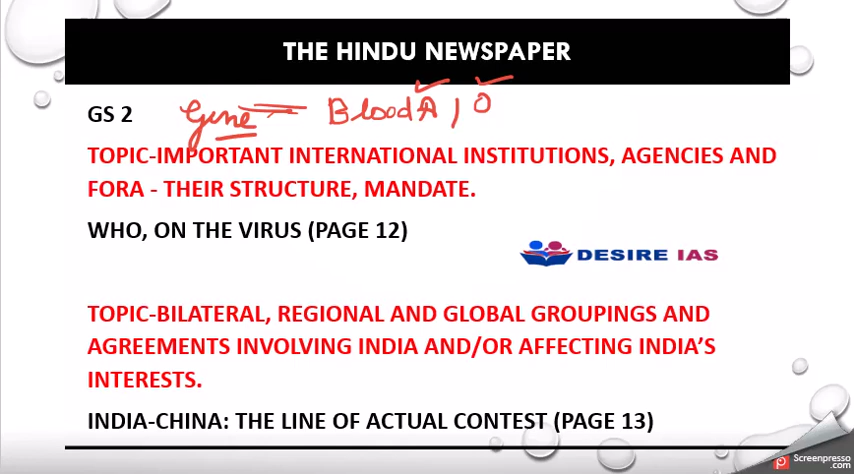 THE HINDU NEWSPAPER
GS 2
Gene = Blood A, O
TOPIC-IMPORTANT INTERNATIONAL INSTITUTIONS, AGENCIES AND
FORA - THEIR STRUCTURE, MANDATE.
WHO, ON THE VIRUS (PAGE 12)
DESIRE IAS
TOPIC-BILATERAL, REGIONAL AND GLOBAL GROUPINGS AND
AGREEMENTS INVOLVING INDIA AND/OR AFFECTING INDIA'S
INTERESTS.
INDIA-CHINA: THE LINE OF ACTUAL CONTEST (PAGE 13)
Screenpresso
screenpresso.com